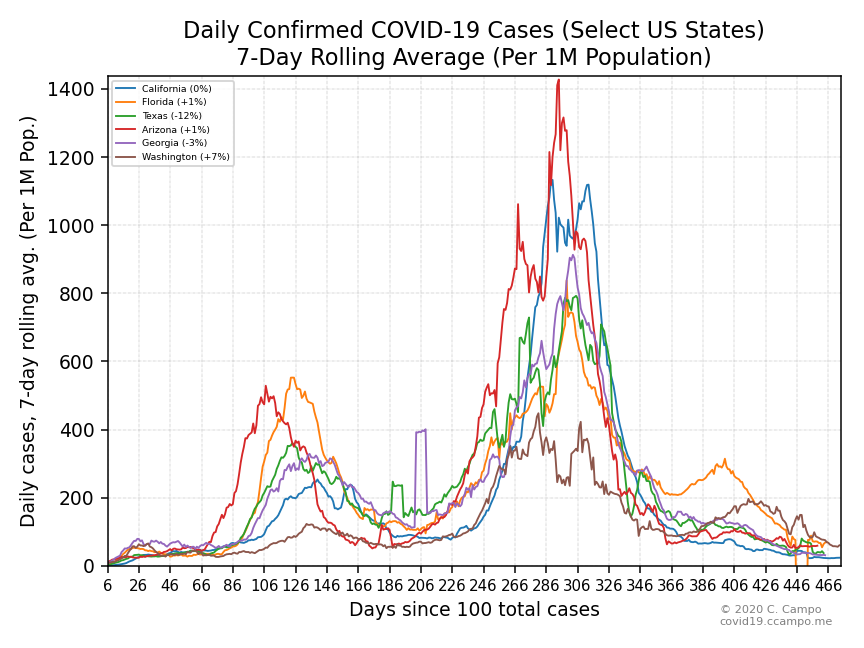 Daily Confirmed COVID-19 Cases (Select US States)
7-Day Rolling Average (Per 1M Population)
California (0%)
Florida (+1%)
Texas (-12%)
Arizona (+1%)
Georgia (-3%)
Washington (+7%)
Daily cases, 7-day rolling avg. (Per 1M Pop.)
1400
1200
1000
800
600
400
200
0
6 26 46 66 86 106 126 146 166 186 206 226 246 266 286 306 326 346 366 386 406 426 446 466
Days since 100 total cases
© 2020 C. Campo
covid19.ccampo.me